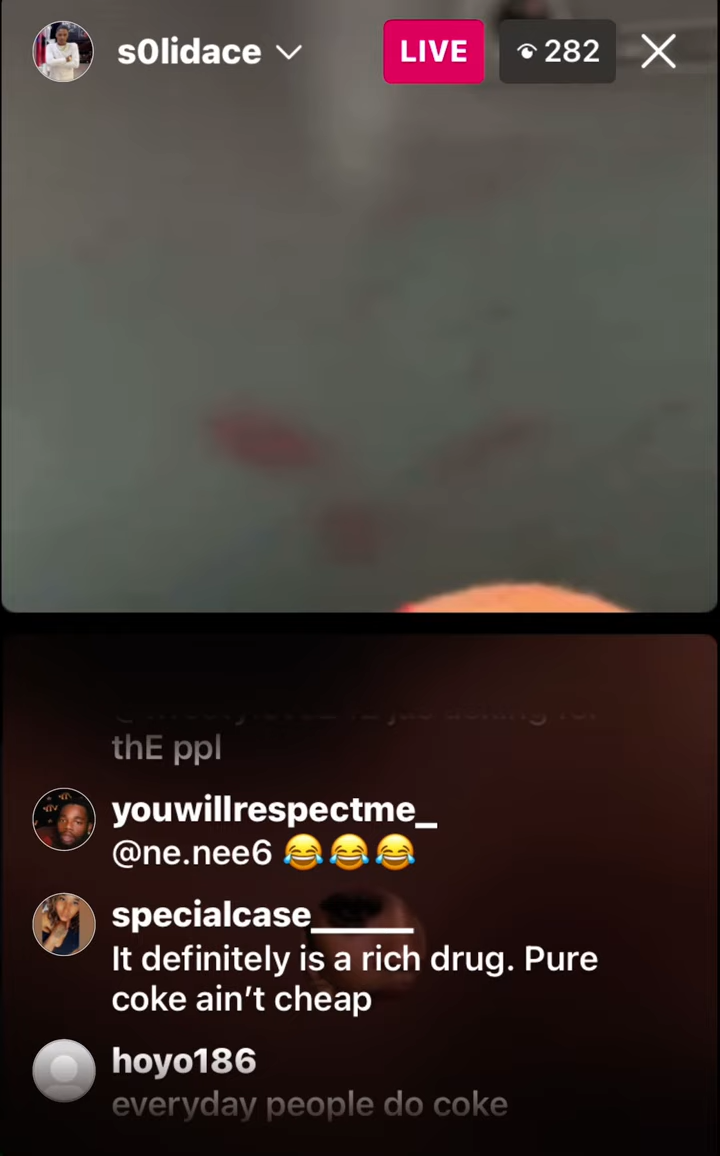 s0lidace
LIVE
282
thE ppl
youwillrespectme_
@ne.nee6 😂😂😂
specialcase______
It definitely is a rich drug. Pure
coke ain’t cheap
hoyo186
everyday people do coke